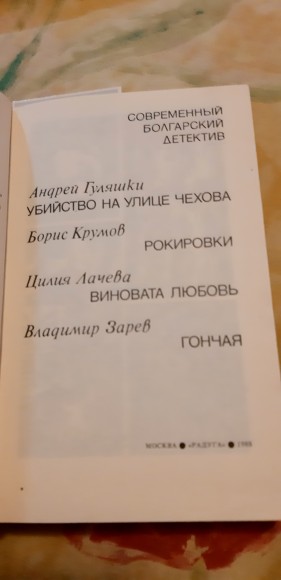 СОВРЕМЕННЫЙ
БОЛГАРСКИЙ
ДЕТЕКТИВ
Андрей Гуляшки
УБИЙСТВО НА УЛИЦЕ ЧЕХОВА
Борис Крумов
РОКИРОВКИ
Цилия Лачева
ВИНОВАТА ЛЮБОВЬ
Владимир Зарев
ГОНЧАЯ
МОСКВА ● «РАДУГА» ● 1988